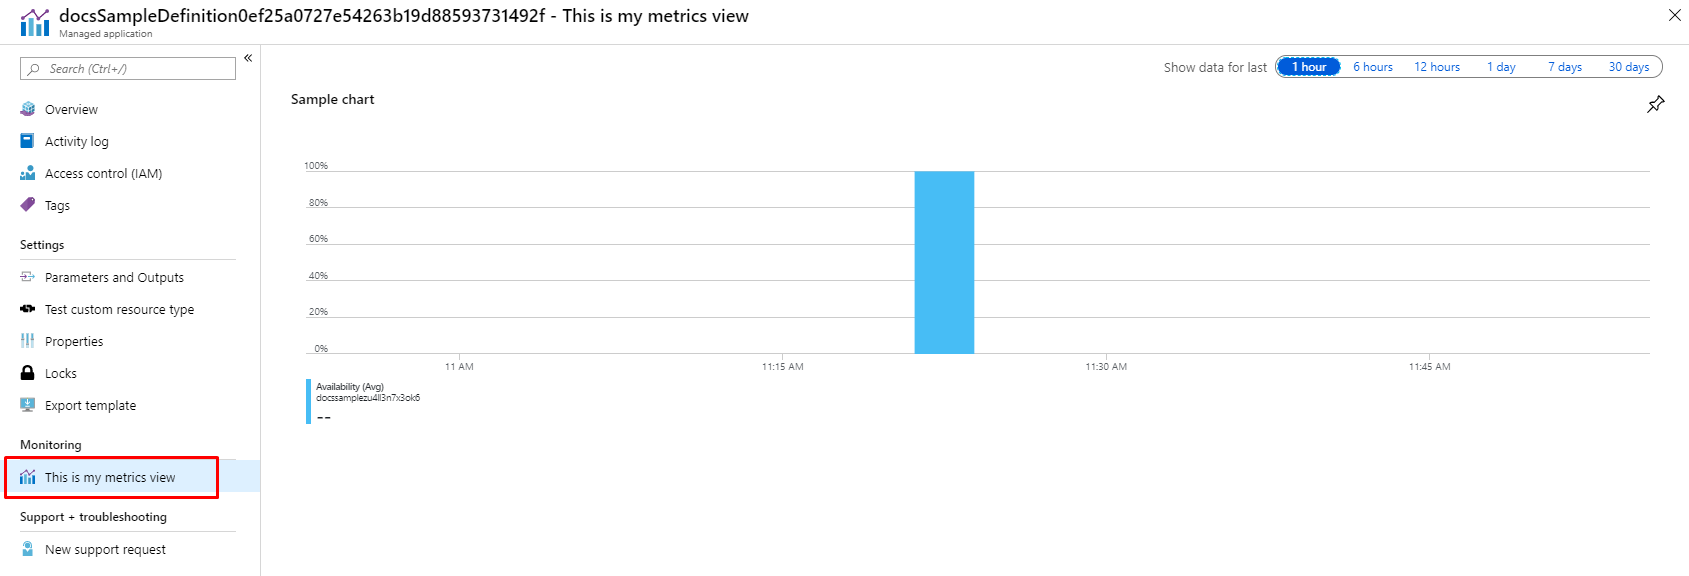 docsSampleDefinition0ef25a0727e54263b19d88593731492f - This is my metrics view
Managed application
Search (Ctrl+/)
Overview
Activity log
Access control (IAM)
Tags
Settings
Parameters and Outputs
Test custom resource type
Properties
Locks
Export template
Monitoring
This is my metrics view
Support + troubleshooting
New support request
Show data for last 1 hour 6 hours 12 hours 1 day 7 days 30 days
Sample chart
100%
80%
60%
40%
20%
0%
11 AM 11:15 AM 11:30 AM 11:45 AM
Availability (Avg)
docssamplezu4ll3n7x3ok6
--